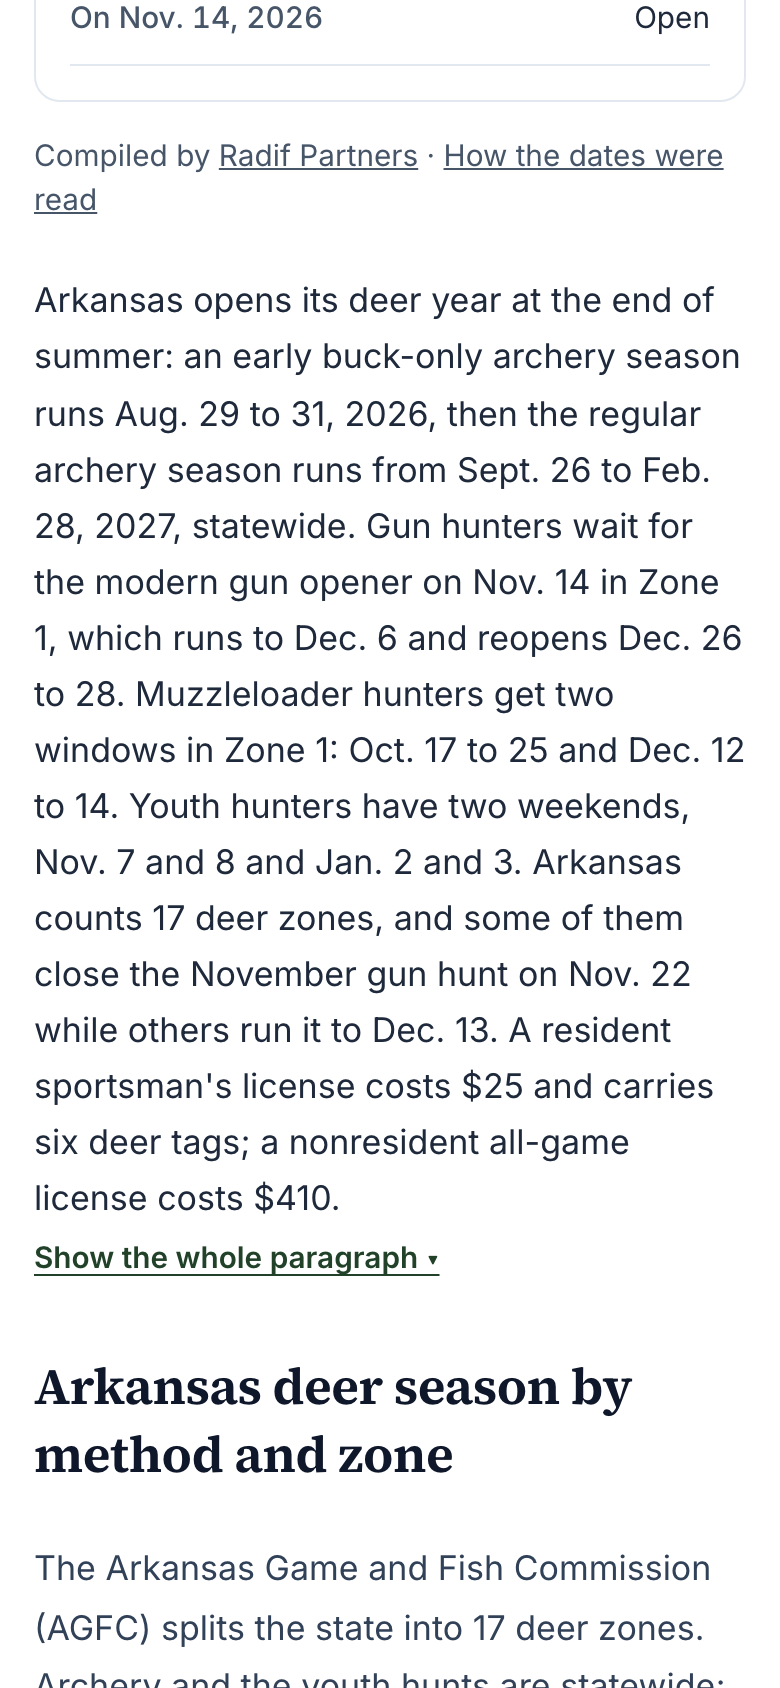 On Nov. 14, 2026 Open
Compiled by Radif Partners · How the dates were
read
Arkansas opens its deer year at the end of
summer: an early buck-only archery season
runs Aug. 29 to 31, 2026, then the regular
archery season runs from Sept. 26 to Feb.
28, 2027, statewide. Gun hunters wait for
the modern gun opener on Nov. 14 in Zone
1, which runs to Dec. 6 and reopens Dec. 26
to 28. Muzzleloader hunters get two
windows in Zone 1: Oct. 17 to 25 and Dec. 12
to 14. Youth hunters have two weekends,
Nov. 7 and 8 and Jan. 2 and 3. Arkansas
counts 17 deer zones, and some of them
close the November gun hunt on Nov. 22
while others run it to Dec. 13. A resident
sportsman's license costs $25 and carries
six deer tags; a nonresident all-game
license costs $410.
Show the whole paragraph ▾
Arkansas deer season by
method and zone
The Arkansas Game and Fish Commission
(AGFC) splits the state into 17 deer zones.
Archery and the youth hunts are statewide;